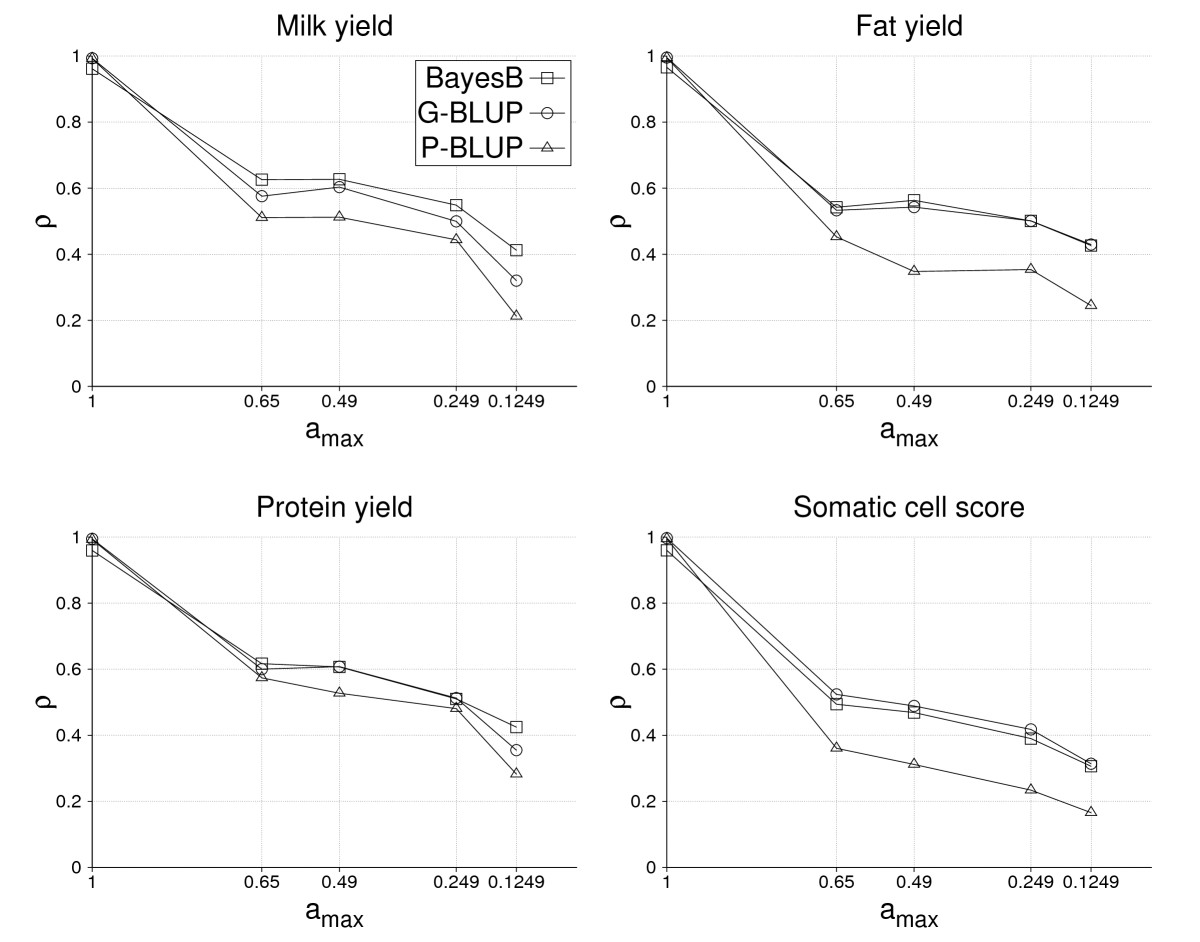 Milk yield
1
0.8
0.6
0.4
0.2
0
ρ
BayesB
G-BLUP
P-BLUP
1 0.65 0.49 0.249 0.1249
amax
Fat yield
1
0.8
0.6
0.4
0.2
0
ρ
1 0.65 0.49 0.249 0.1249
amax
Protein yield
1
0.8
0.6
0.4
0.2
0
ρ
1 0.65 0.49 0.249 0.1249
amax
Somatic cell score
1
0.8
0.6
0.4
0.2
0
ρ
1 0.65 0.49 0.249 0.1249
amax